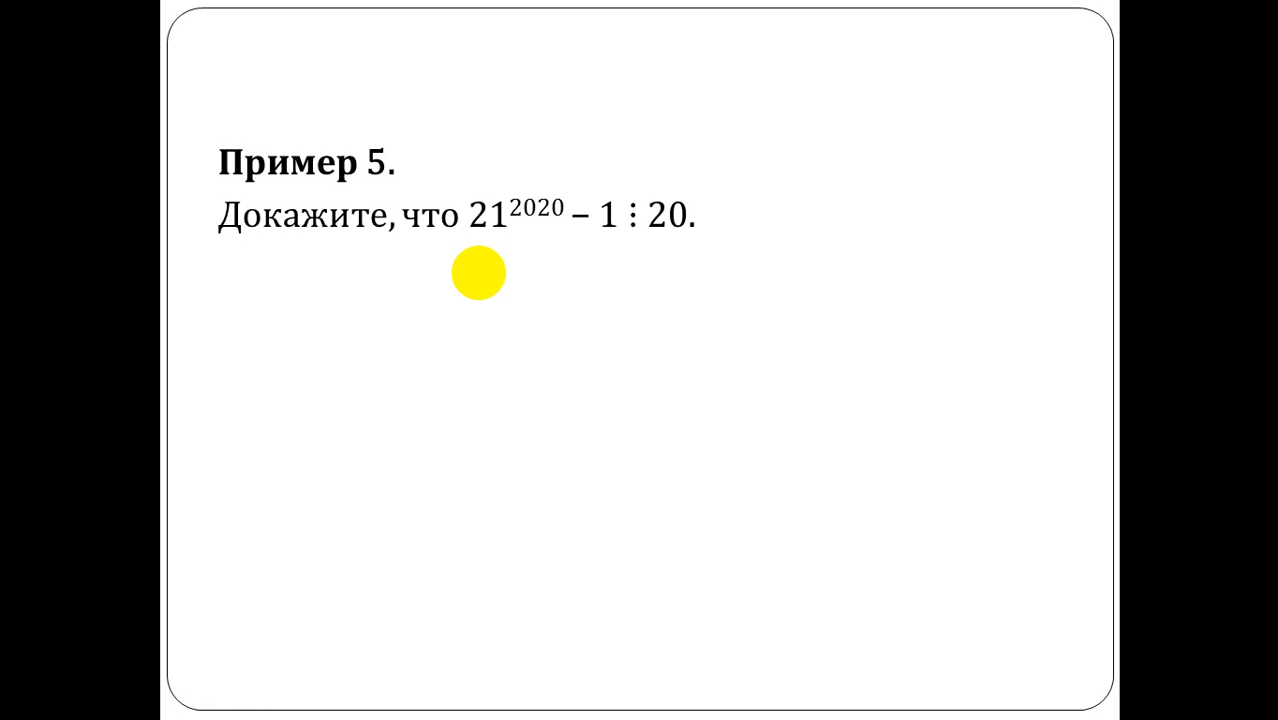 Пример 5.
Докажите, что 21²⁰²⁰ – 1 ⋮ 20.